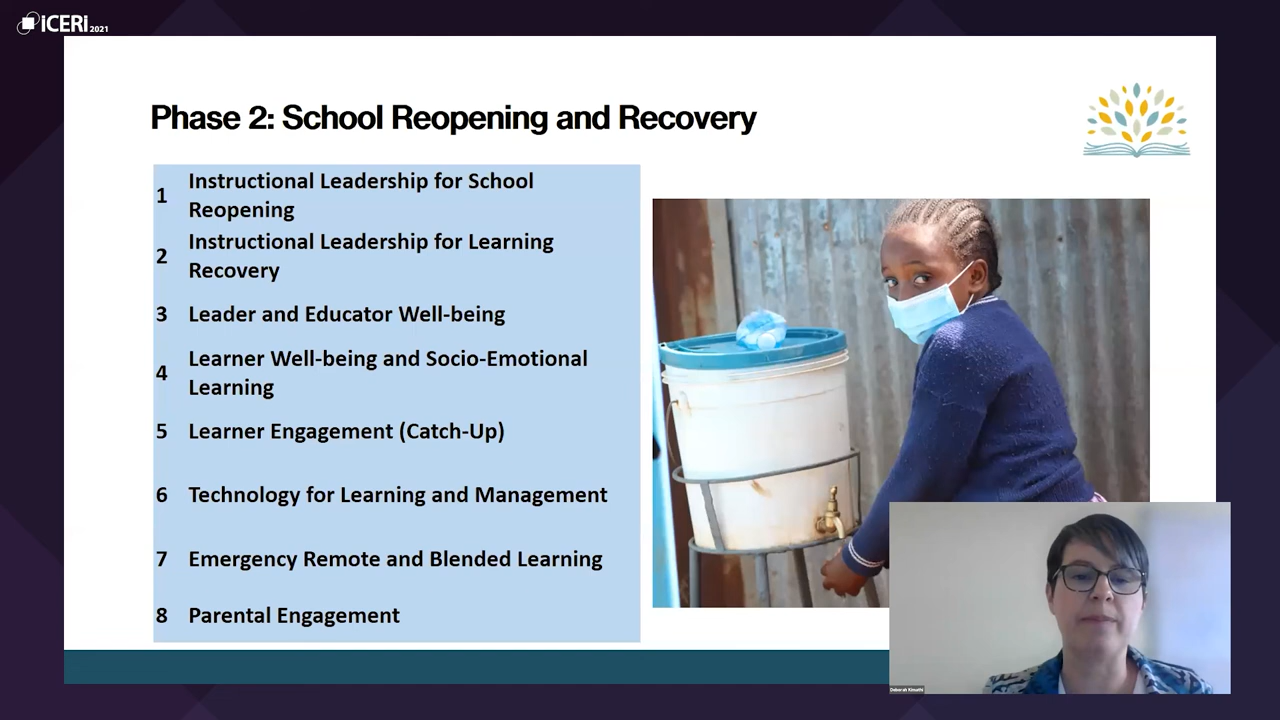 iCERi 2021
Phase 2: School Reopening and Recovery
1 Instructional Leadership for School
Reopening
2 Instructional Leadership for Learning
Recovery
3 Leader and Educator Well-being
4 Learner Well-being and Socio-Emotional
Learning
5 Learner Engagement (Catch-Up)
6 Technology for Learning and Management
7 Emergency Remote and Blended Learning
8 Parental Engagement
Deborah Kimathi